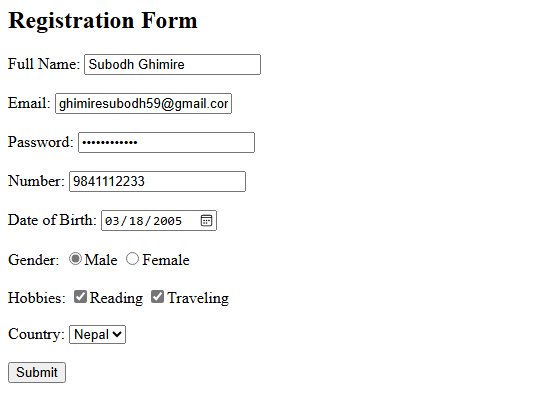 Registration Form
Full Name: Subodh Ghimire
Email: ghimiresubodh59@gmail.cor
Password: ••••••••••••
Number: 9841112233
Date of Birth: 03/18/2005
Gender: Male Female
Hobbies: Reading Traveling
Country: Nepal
Submit